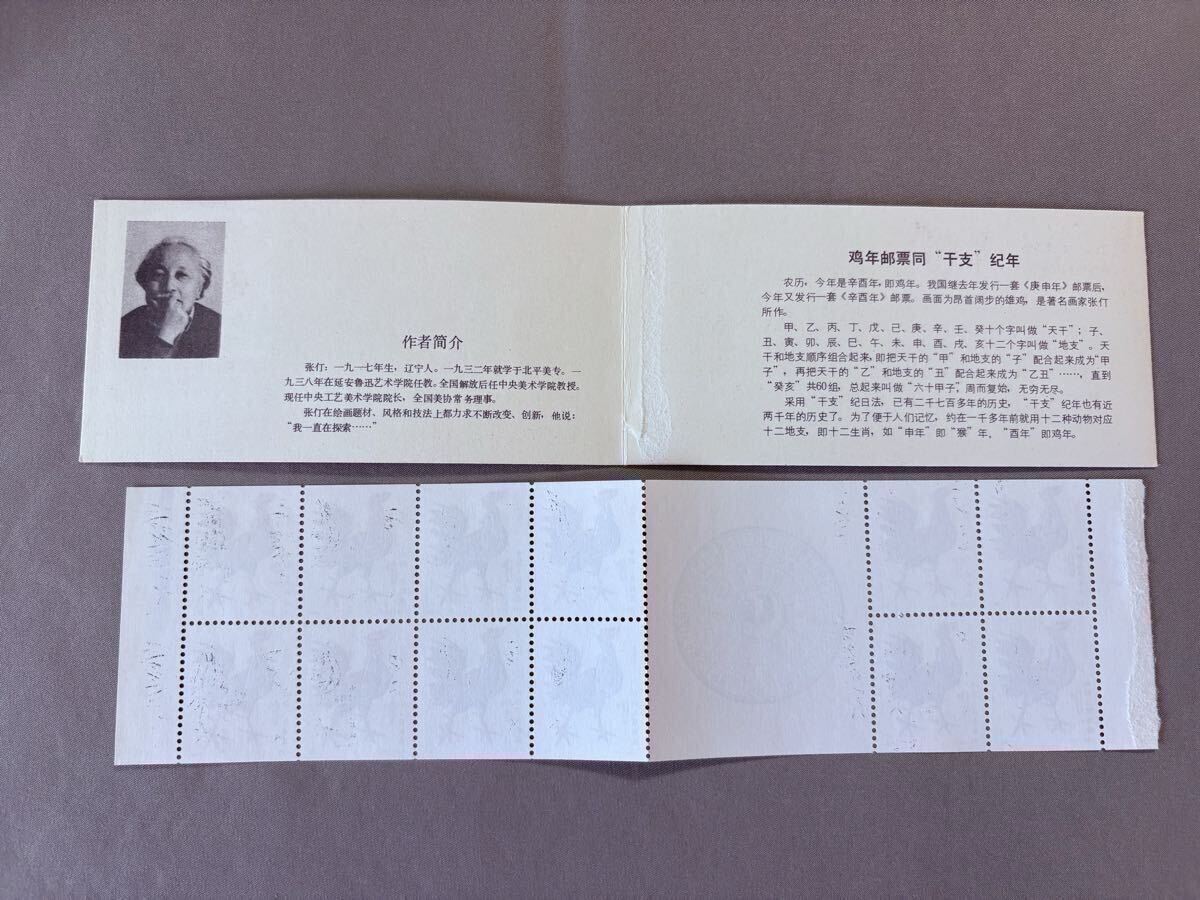 作者简介
张仃：一九一七年生，辽宁人。一九三二年就学于北平美专。一
九三八年在延安鲁迅艺术学院任教。全国解放后任中央美术学院教授。
现任中央工艺美术学院院长，全国美协常务理事。
张仃在绘画题材、风格和技法上都力求不断改变、创新，他说：
“我一直在探索……”
鸡年邮票同“干支”纪年
农历，今年是辛酉年，即鸡年。我国继去年发行一套《庚申年》邮票后，
今年又发行一套《辛酉年》邮票。画面为昂首阔步的雄鸡，是著名画家张仃
所作。
甲、乙、丙、丁、戊、己、庚、辛、壬、癸十个字叫做“天干”；子、
丑、寅、卯、辰、巳、午、未、申、酉、戌、亥十二个字叫做“地支”。天
干和地支顺序组合起来，即把天干的“甲”和地支的“子”配合起来成为“甲
子”，再把天干的“乙”和地支的“丑”配合起来成为“乙丑”……，直到
“癸亥”共60组，总起来叫做“六十甲子”，周而复始，无穷无尽。
采用“干支”纪日法，已有二千七百多年的历史，“干支”纪年也有近
两千年的历史了。为了便于人们记忆，约在一千多年前就用十二种动物对应
十二地支，即十二生肖，如“申年”即“猴”年、“酉年”即鸡年。